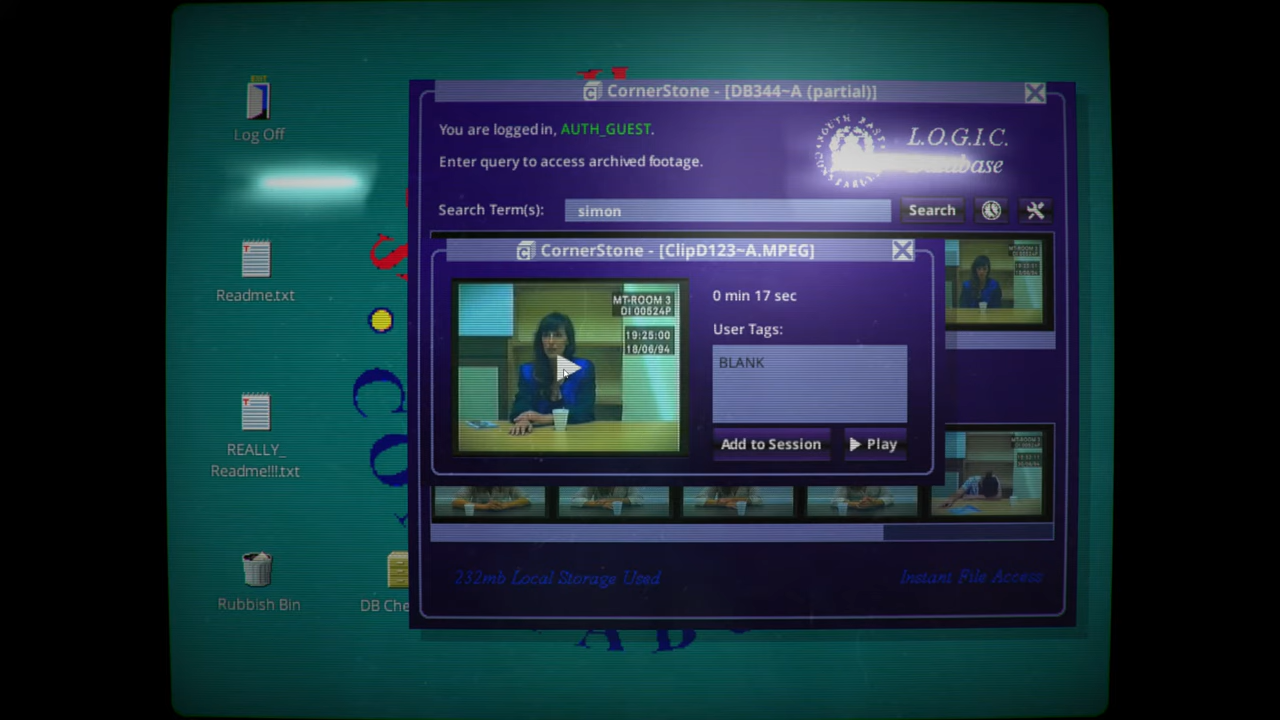 CornerStone - [DB344~A (partial)]
You are logged in, AUTH_GUEST.
Enter query to access archived footage.
L.O.G.I.C.
Database
Search Term(s):
simon
Search
CornerStone - [ClipD123~A.MPEG]
MT-ROOM 3
DI 00524P
19:25:00
18/06/94
0 min 17 sec
User Tags:
BLANK
Add to Session
Play
232mb Local Storage Used
Instant File Access
EXIT
Log Off
Readme.txt
REALLY_
Readme!!!.txt
Rubbish Bin
DB Che